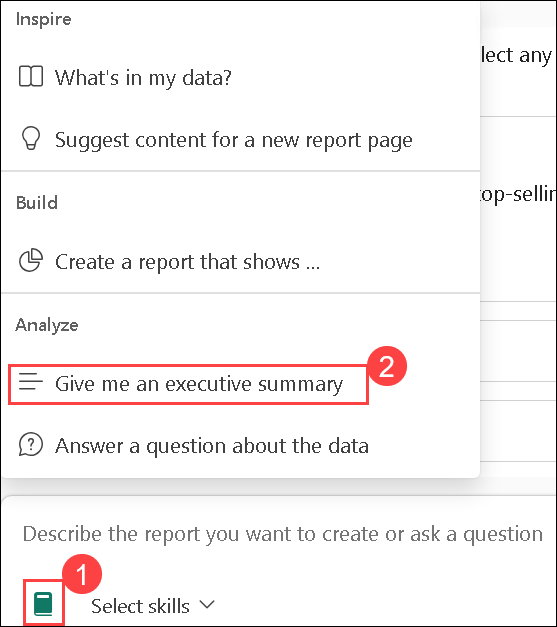 Inspire
lect any
What's in my data?
Suggest content for a new report page
top-sellin
Build
Create a report that shows ...
Analyze
2
Give me an executive summary
Answer a question about the data
Describe the report you want to create or ask a question
1
Select skills